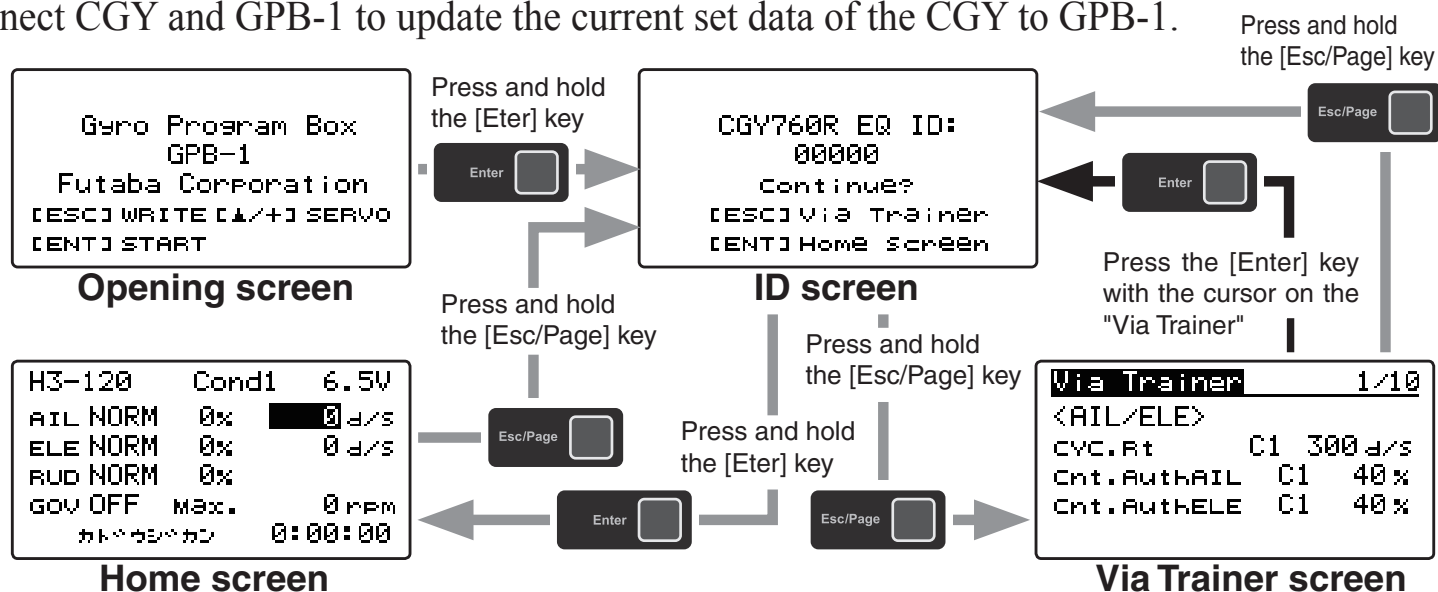 nect CGY and GPB-1 to update the current set data of the CGY to GPB-1.
Press and hold
the [Esc/Page] key
Esc/Page
Gyro Program Box
GPB-1
Futaba Corporation
[ESC] WRITE [▲/+] SERVO
[ENT] START
Opening screen
Press and hold
the [Eter] key
Enter
CGY760R EQ ID:
00000
Continue?
[ESC] Via Trainer
[ENT] Home Screen
ID screen
Enter
Press the [Enter] key
with the cursor on the
"Via Trainer"
Press and hold
the [Esc/Page] key
Esc/Page
Press and hold
the [Esc/Page] key
Esc/Page
Press and hold
the [Eter] key
Enter
H3-120 Cond1 6.5V
AIL NORM 0% 0 d/s
ELE NORM 0% 0 d/s
RUD NORM 0%
GOV OFF Max. 0 rpm
ｶﾄﾞｳｼﾞｶﾝ 0:00:00
Home screen
Via Trainer 1/10
<AIL/ELE>
CYC.Rt C1 300 d/s
Cnt.AuthAIL C1 40%
Cnt.AuthELE C1 40%
Via Trainer screen